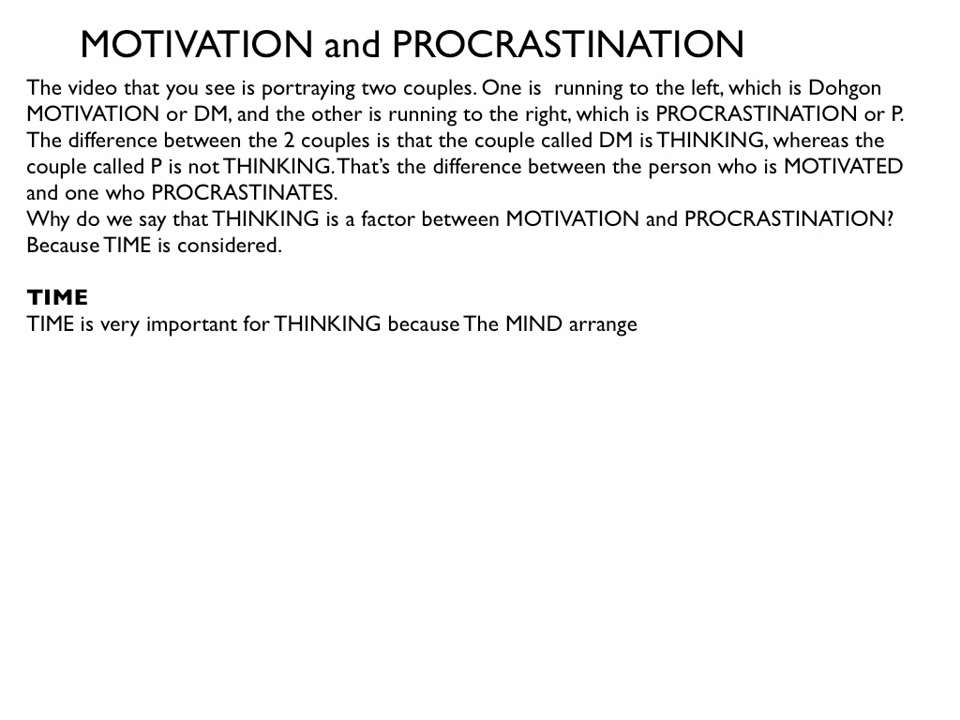 MOTIVATION and PROCRASTINATION
The video that you see is portraying two couples. One is  running to the left, which is Dohgon
MOTIVATION or DM, and the other is running to the right, which is PROCRASTINATION or P.
The difference between the 2 couples is that the couple called DM is THINKING, whereas the
couple called P is not THINKING. That’s the difference between the person who is MOTIVATED
and one who PROCRASTINATES.
Why do we say that THINKING is a factor between MOTIVATION and PROCRASTINATION?
Because TIME is considered.
TIME
TIME is very important for THINKING because The MIND arrange